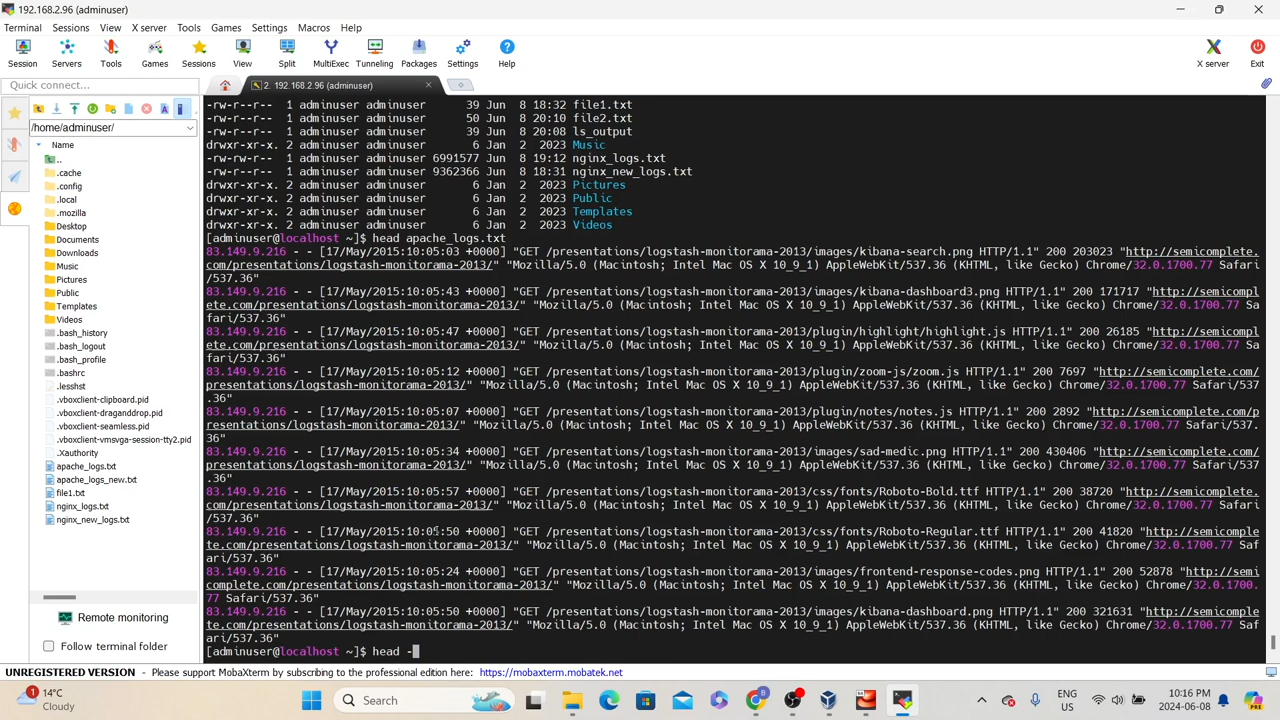 192.168.2.96 (adminuser)
Terminal Sessions View X server Tools Games Settings Macros Help
Session Servers Tools Games Sessions View Split MultiExec Tunneling Packages Settings Help X server Exit
Quick connect... 2. 192.168.2.96 (adminuser)
/home/adminuser/
Name
..
.cache
.config
.local
.mozilla
Desktop
Documents
Downloads
Music
Pictures
Public
Templates
Videos
.bash_history
.bash_logout
.bash_profile
.bashrc
.lesshst
.vboxclient-clipboard.pid
.vboxclient-draganddrop.pid
.vboxclient-seamless.pid
.vboxclient-vmsvga-session-tty2.pid
.Xauthority
apache_logs.txt
apache_logs_new.txt
file1.txt
nginx_logs.txt
nginx_new_logs.txt
Remote monitoring
Follow terminal folder
-rw-r--r-- 1 adminuser adminuser 39 Jun 8 18:32 file1.txt
-rw-r--r-- 1 adminuser adminuser 50 Jun 8 20:10 file2.txt
-rw-r--r-- 1 adminuser adminuser 39 Jun 8 20:08 ls_output
drwxr-xr-x. 2 adminuser adminuser 6 Jan 2 2023 Music
-rw-rw-r-- 1 adminuser adminuser 6991577 Jun 8 19:12 nginx_logs.txt
-rw-r--r-- 1 adminuser adminuser 9362366 Jun 8 18:31 nginx_new_logs.txt
drwxr-xr-x. 2 adminuser adminuser 6 Jan 2 2023 Pictures
drwxr-xr-x. 2 adminuser adminuser 6 Jan 2 2023 Public
drwxr-xr-x. 2 adminuser adminuser 6 Jan 2 2023 Templates
drwxr-xr-x. 2 adminuser adminuser 6 Jan 2 2023 Videos
[adminuser@localhost ~]$ head apache_logs.txt
83.149.9.216 - - [17/May/2015:10:05:03 +0000] "GET /presentations/logstash-monitorama-2013/images/kibana-search.png HTTP/1.1" 200 203023 "http://semicomplete.
com/presentations/logstash-monitorama-2013/" "Mozilla/5.0 (Macintosh; Intel Mac OS X 10_9_1) AppleWebKit/537.36 (KHTML, like Gecko) Chrome/32.0.1700.77 Safari
/537.36"
83.149.9.216 - - [17/May/2015:10:05:43 +0000] "GET /presentations/logstash-monitorama-2013/images/kibana-dashboard3.png HTTP/1.1" 200 171717 "http://semicompl
ete.com/presentations/logstash-monitorama-2013/" "Mozilla/5.0 (Macintosh; Intel Mac OS X 10_9_1) AppleWebKit/537.36 (KHTML, like Gecko) Chrome/32.0.1700.77 Sa
fari/537.36"
83.149.9.216 - - [17/May/2015:10:05:47 +0000] "GET /presentations/logstash-monitorama-2013/plugin/highlight/highlight.js HTTP/1.1" 200 26185 "http://semicompl
ete.com/presentations/logstash-monitorama-2013/" "Mozilla/5.0 (Macintosh; Intel Mac OS X 10_9_1) AppleWebKit/537.36 (KHTML, like Gecko) Chrome/32.0.1700.77 Sa
fari/537.36"
83.149.9.216 - - [17/May/2015:10:05:12 +0000] "GET /presentations/logstash-monitorama-2013/plugin/zoom-js/zoom.js HTTP/1.1" 200 7697 "http://semicomplete.com/
presentations/logstash-monitorama-2013/" "Mozilla/5.0 (Macintosh; Intel Mac OS X 10_9_1) AppleWebKit/537.36 (KHTML, like Gecko) Chrome/32.0.1700.77 Safari/537
.36"
83.149.9.216 - - [17/May/2015:10:05:07 +0000] "GET /presentations/logstash-monitorama-2013/plugin/notes/notes.js HTTP/1.1" 200 2892 "http://semicomplete.com/p
resentations/logstash-monitorama-2013/" "Mozilla/5.0 (Macintosh; Intel Mac OS X 10_9_1) AppleWebKit/537.36 (KHTML, like Gecko) Chrome/32.0.1700.77 Safari/537.
36"
83.149.9.216 - - [17/May/2015:10:05:34 +0000] "GET /presentations/logstash-monitorama-2013/images/sad-medic.png HTTP/1.1" 200 430406 "http://semicomplete.com/
presentations/logstash-monitorama-2013/" "Mozilla/5.0 (Macintosh; Intel Mac OS X 10_9_1) AppleWebKit/537.36 (KHTML, like Gecko) Chrome/32.0.1700.77 Safari/537
.36"
83.149.9.216 - - [17/May/2015:10:05:57 +0000] "GET /presentations/logstash-monitorama-2013/css/fonts/Roboto-Bold.ttf HTTP/1.1" 200 38720 "http://semicomplete.
com/presentations/logstash-monitorama-2013/" "Mozilla/5.0 (Macintosh; Intel Mac OS X 10_9_1) AppleWebKit/537.36 (KHTML, like Gecko) Chrome/32.0.1700.77 Safari
/537.36"
83.149.9.216 - - [17/May/2015:10:05:50 +0000] "GET /presentations/logstash-monitorama-2013/css/fonts/Roboto-Regular.ttf HTTP/1.1" 200 41820 "http://semicomple
te.com/presentations/logstash-monitorama-2013/" "Mozilla/5.0 (Macintosh; Intel Mac OS X 10_9_1) AppleWebKit/537.36 (KHTML, like Gecko) Chrome/32.0.1700.77 Saf
ari/537.36"
83.149.9.216 - - [17/May/2015:10:05:24 +0000] "GET /presentations/logstash-monitorama-2013/images/frontend-response-codes.png HTTP/1.1" 200 52878 "http://semi
complete.com/presentations/logstash-monitorama-2013/" "Mozilla/5.0 (Macintosh; Intel Mac OS X 10_9_1) AppleWebKit/537.36 (KHTML, like Gecko) Chrome/32.0.1700.
77 Safari/537.36"
83.149.9.216 - - [17/May/2015:10:05:50 +0000] "GET /presentations/logstash-monitorama-2013/images/kibana-dashboard.png HTTP/1.1" 200 321631 "http://semicomple
te.com/presentations/logstash-monitorama-2013/" "Mozilla/5.0 (Macintosh; Intel Mac OS X 10_9_1) AppleWebKit/537.36 (KHTML, like Gecko) Chrome/32.0.1700.77 Saf
ari/537.36"
[adminuser@localhost ~]$ head -
UNREGISTERED VERSION - Please support MobaXterm by subscribing to the professional edition here: https://mobaxterm.mobatek.net
1 14°C
Cloudy
Search
ENG
US
10:16 PM
2024-06-08